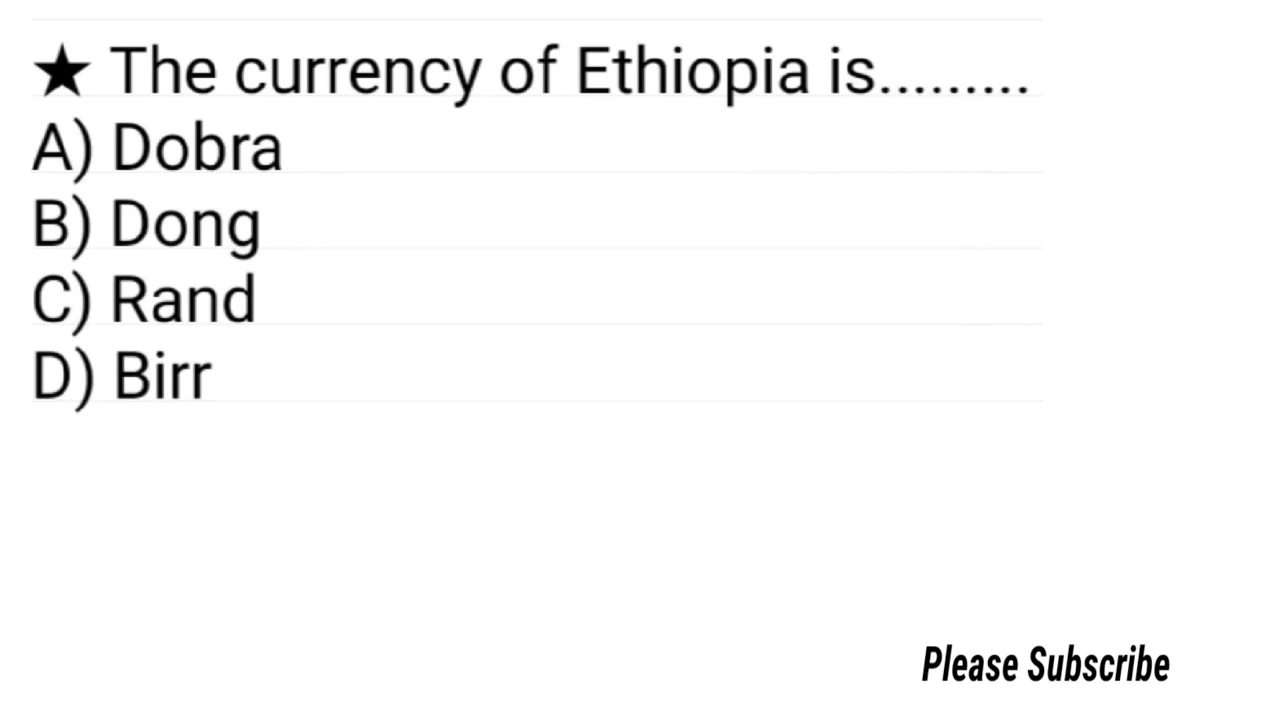 ★ The currency of Ethiopia is.........
A) Dobra
B) Dong
C) Rand
D) Birr
Please Subscribe